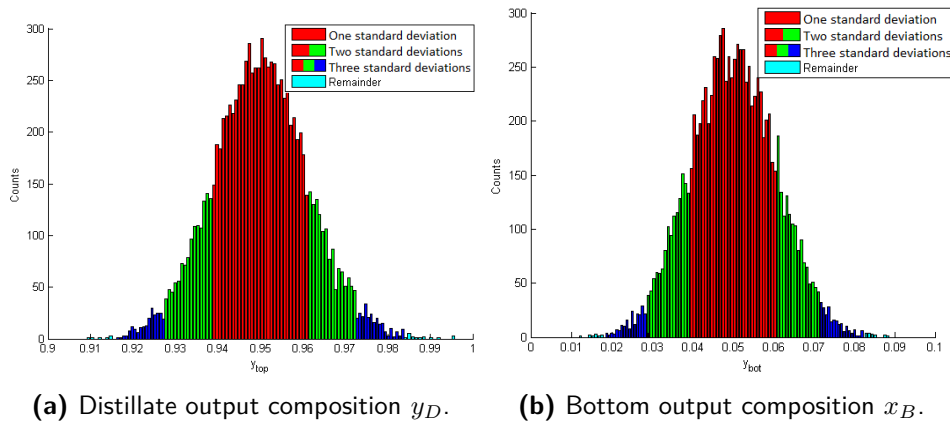 300
250
200
150
100
50
0
Counts
0.9 0.91 0.92 0.93 0.94 0.95 0.96 0.97 0.98 0.99 1
y_top
One standard deviation
Two standard deviations
Three standard deviations
Remainder
(a) Distillate output composition y_D.
300
250
200
150
100
50
0
Counts
0 0.01 0.02 0.03 0.04 0.05 0.06 0.07 0.08 0.09 0.1
y_bot
One standard deviation
Two standard deviations
Three standard deviations
Remainder
(b) Bottom output composition x_B.